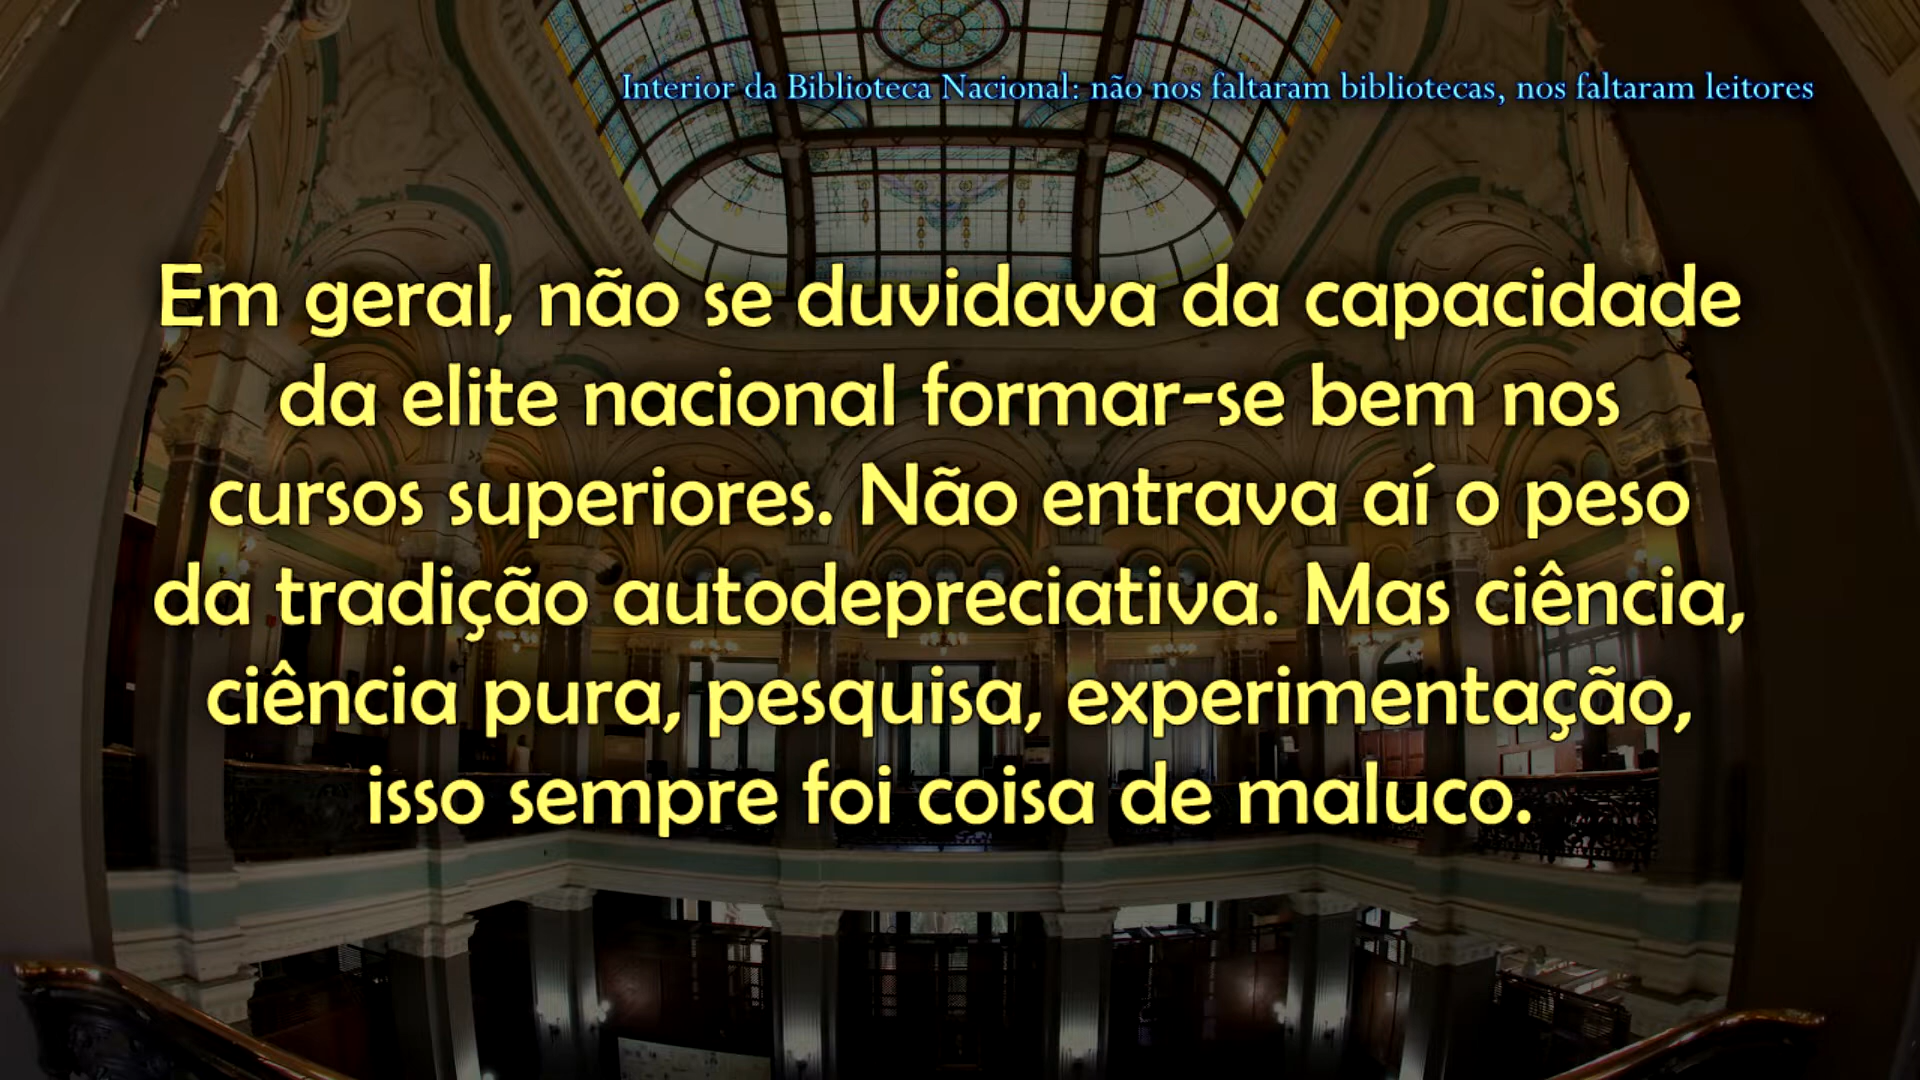 Interior da Biblioteca Nacional: não nos faltaram bibliotecas, nos faltaram leitores
Em geral, não se duvidava da capacidade
da elite nacional formar-se bem nos
cursos superiores. Não entrava aí o peso
da tradição autodepreciativa. Mas ciência,
ciência pura, pesquisa, experimentação,
isso sempre foi coisa de maluco.